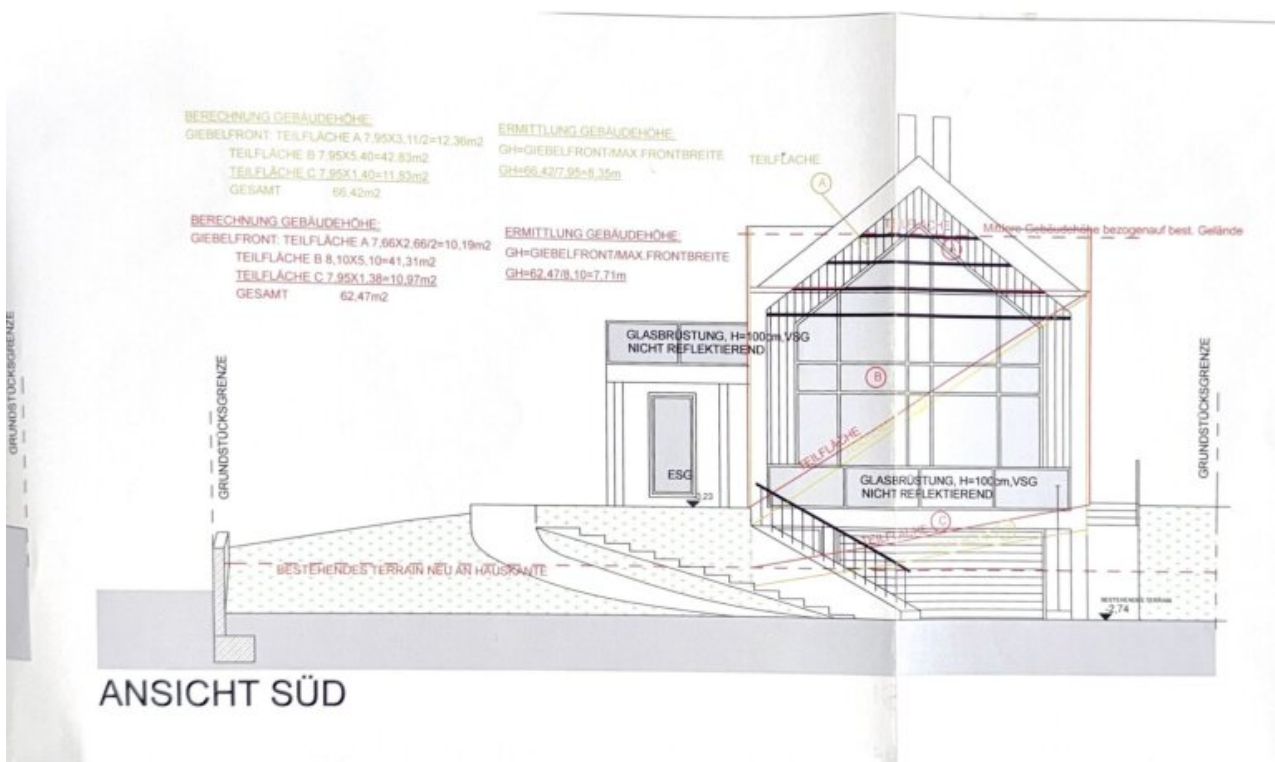 BERECHNUNG GEBÄUDEHÖHE:
GIEBELFRONT: TEILFLÄCHE A 7,95X3,11/2=12,36m2
TEILFLÄCHE B 7,95X5,40=42,83m2
TEILFLÄCHE C 7,95X1,40=11,83m2
GESAMT 66,42m2
ERMITTLUNG GEBÄUDEHÖHE:
GH=GIEBELFRONT/MAX.FRONTBREITE
GH=66,42/7,95=8,35m
TEILFLÄCHE
A
BERECHNUNG GEBÄUDEHÖHE:
GIEBELFRONT: TEILFLÄCHE A 7,66X2,66/2=10,19m2
TEILFLÄCHE B 8,10X5,10=41,31m2
TEILFLÄCHE C 7,95X1,38=10,97m2
GESAMT 62,47m2
ERMITTLUNG GEBÄUDEHÖHE:
GH=GIEBELFRONT/MAX.FRONTBREITE
GH=62,47/8,10=7,71m
TEILFLÄCHE
A
Mittlere Gebäudehöhe bezogenauf best. Gelände
GRUNDSTÜCKSGRENZE
GRUNDSTÜCKSGRENZE
GRUNDSTÜCKSGRENZE
GLASBRÜSTUNG, H=100cm,VSG
NICHT REFLEKTIEREND
B
TEILFLÄCHE
ESG
GLASBRÜSTUNG, H=100cm,VSG
NICHT REFLEKTIEREND
TEILFLÄCHE
C
BESTEHENDES TERRAIN NEU AN HAUSKANTE
BESTEHENDES TERRAIN
-2,74
ANSICHT SÜD